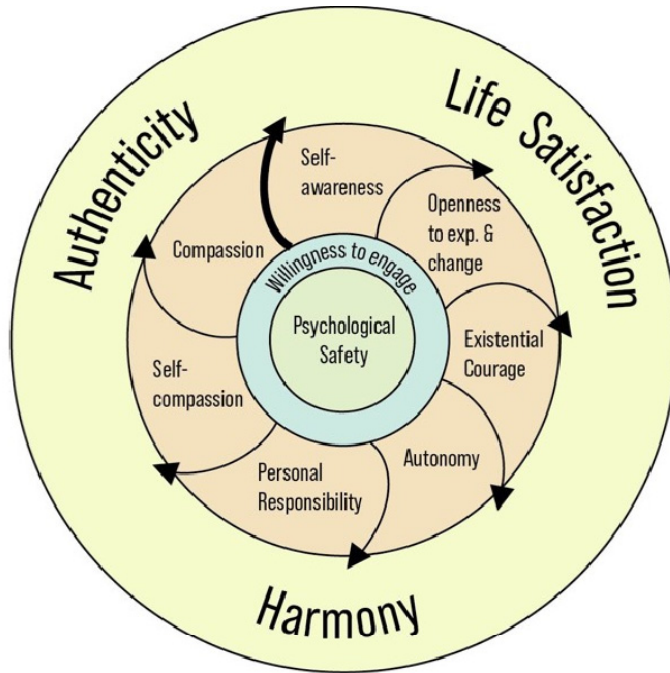 Authenticity
Life Satisfaction
Harmony
Self-
awareness
Openness
to exp. &
change
Existential
Courage
Autonomy
Personal
Responsibility
Self-
compassion
Compassion
Willingness to engage
Psychological
Safety